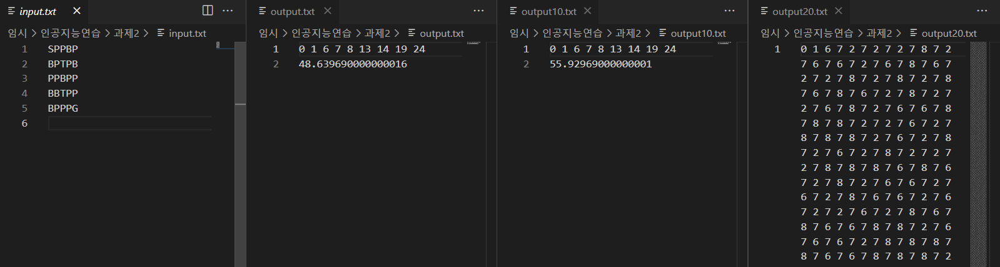 input.txt
임시 > 인공지능연습 > 과제2 > input.txt
1 SPPBP
2 BPTPB
3 PPBPP
4 BBTPP
5 BPPPG
6
output.txt
임시 > 인공지능연습 > 과제2 > output.txt
1 0 1 6 7 8 13 14 19 24
2 48.639690000000016
output10.txt
임시 > 인공지능연습 > 과제2 > output10.txt
1 0 1 6 7 8 13 14 19 24
2 55.92969000000001
output20.txt
임시 > 인공지능연습 > 과제2 > output20.txt
1 0 1 6 7 2 7 2 7 2 7 8 7 2
7 6 7 6 7 2 7 6 7 8 7 6 7
2 7 2 7 8 7 2 7 8 7 2 7 8
7 6 7 8 7 6 7 2 7 8 7 2 7
2 7 6 7 8 7 2 7 6 7 6 7 8
7 8 7 8 7 2 7 2 7 6 7 2 7
8 7 8 7 8 7 2 7 6 7 2 7 8
7 2 7 6 7 2 7 8 7 2 7 2 7
2 7 8 7 8 7 8 7 6 7 8 7 6
7 2 7 8 7 2 7 6 7 6 7 2 7
6 7 2 7 8 7 6 7 6 7 2 7 6
7 2 7 2 7 6 7 2 7 8 7 6 7
8 7 6 7 6 7 8 7 8 7 2 7 6
7 6 7 6 7 2 7 8 7 8 7 8 7
8 7 6 7 6 7 8 7 8 7 8 7 2